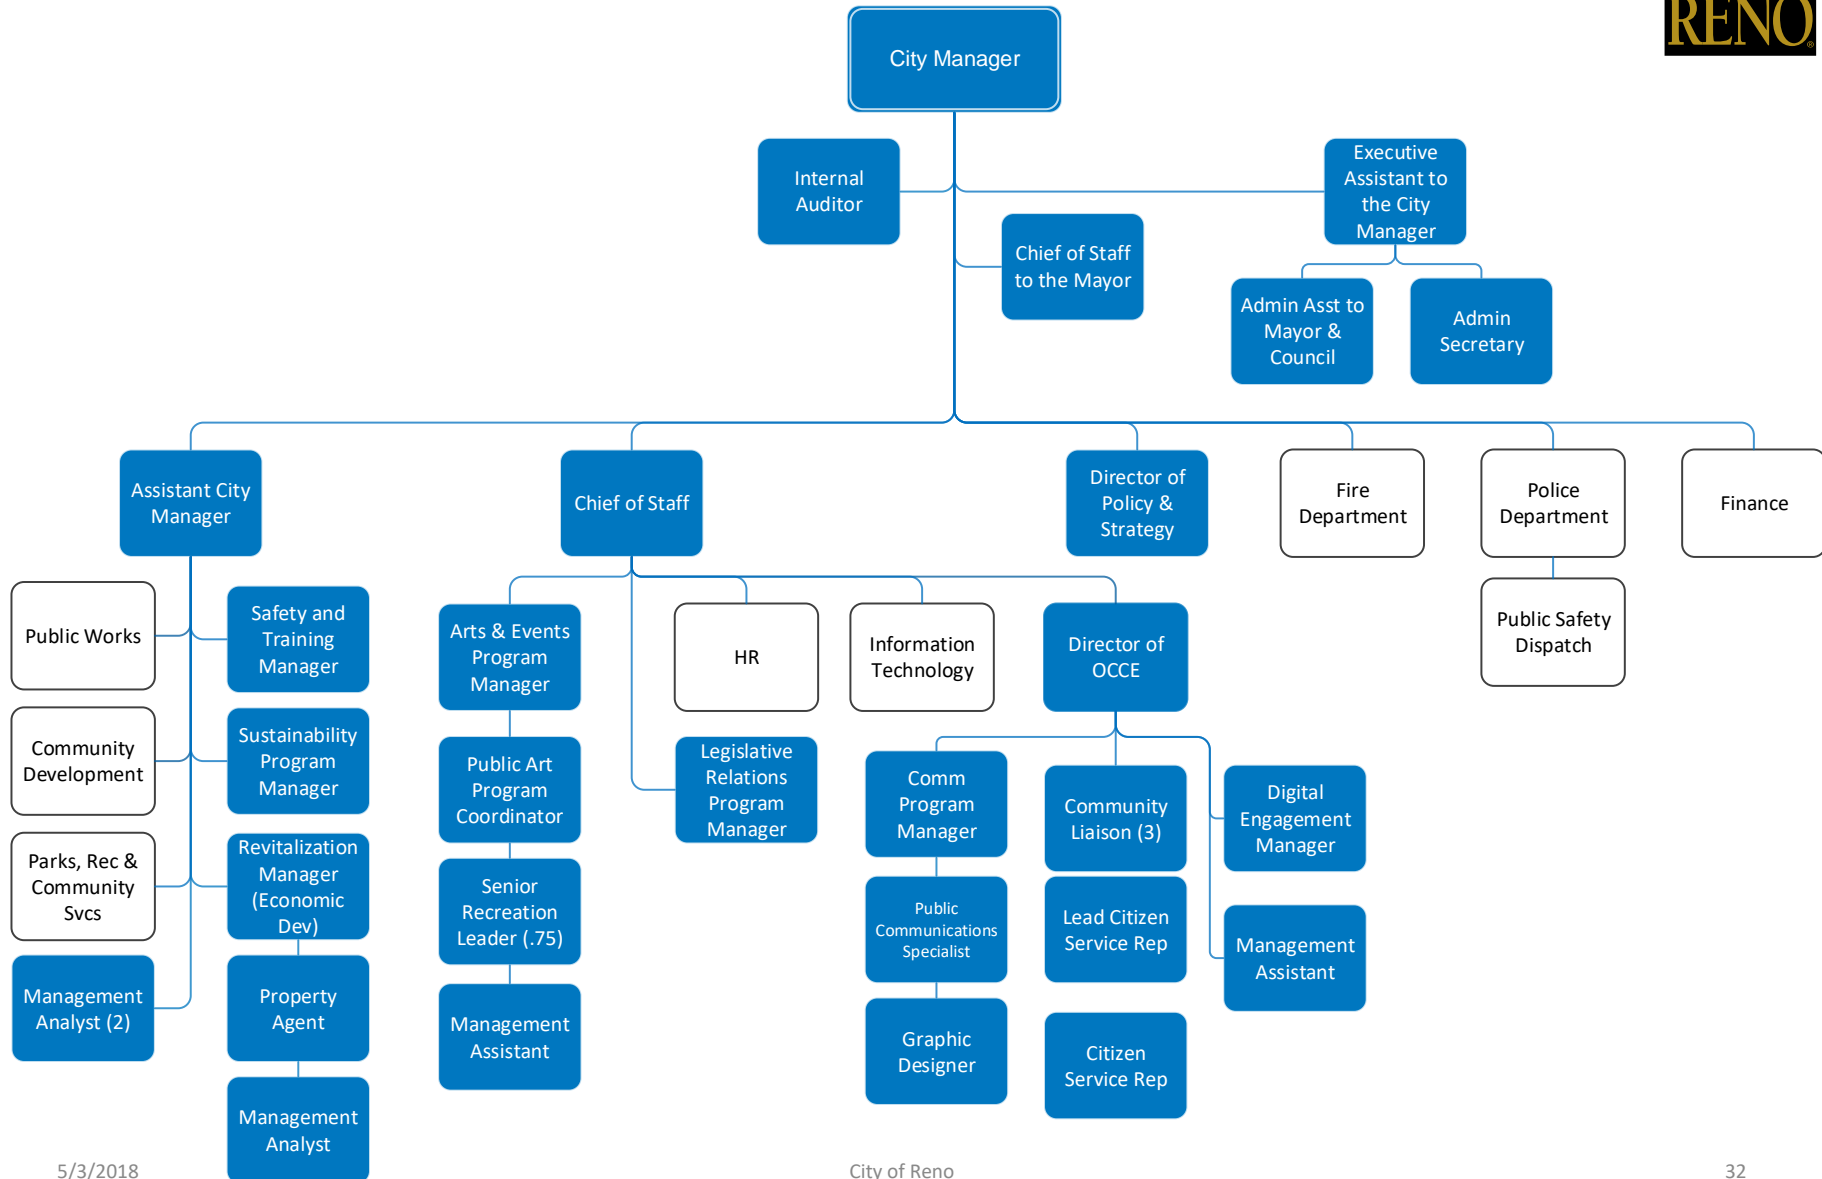 RENO
City Manager
Internal
Auditor
Executive
Assistant to
the City
Manager
Chief of Staff
to the Mayor
Admin Asst to
Mayor &
Council
Admin
Secretary
Assistant City
Manager
Chief of Staff
Director of
Policy &
Strategy
Fire
Department
Police
Department
Finance
Public Works
Safety and
Training
Manager
Arts & Events
Program
Manager
HR
Information
Technology
Director of
OCCE
Public Safety
Dispatch
Community
Development
Sustainability
Program
Manager
Public Art
Program
Coordinator
Legislative
Relations
Program
Manager
Comm
Program
Manager
Community
Liaison (3)
Digital
Engagement
Manager
Parks, Rec &
Community
Svcs
Revitalization
Manager
(Economic
Dev)
Senior
Recreation
Leader (.75)
Public
Communications
Specialist
Lead Citizen
Service Rep
Management
Assistant
Management
Analyst (2)
Property
Agent
Management
Assistant
Graphic
Designer
Citizen
Service Rep
Management
Analyst
5/3/2018
City of Reno
32